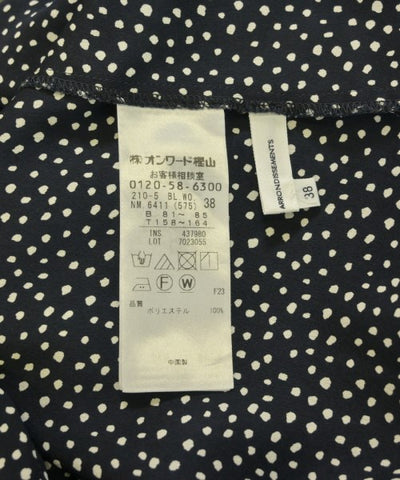 ㈱オンワード樫山
お客様相談室
0120-58-6300
210-5 BL.WO.
NM 6411 (575) 38
B 81〜 85
T158〜164
INS. 437980
LOT 7023055
F W
F23
品質
ポリエステル 100%
中国製
ARRONDISSEMENTS
38